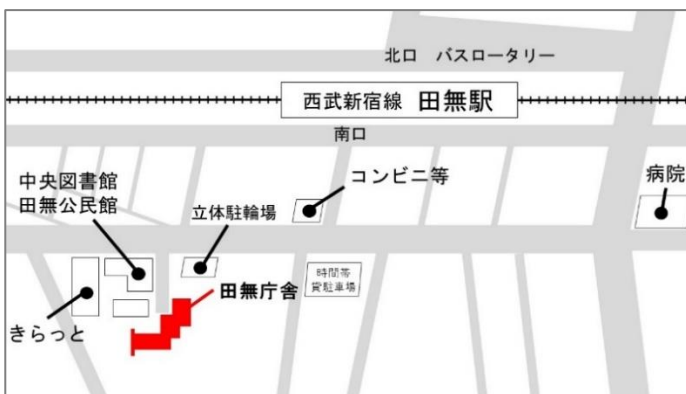 北口　バスロータリー
西武新宿線 田無駅
南口
中央図書館
田無公民館
立体駐輪場
コンビニ等
病院
時間帯
貸駐車場
田無庁舎
きらっと